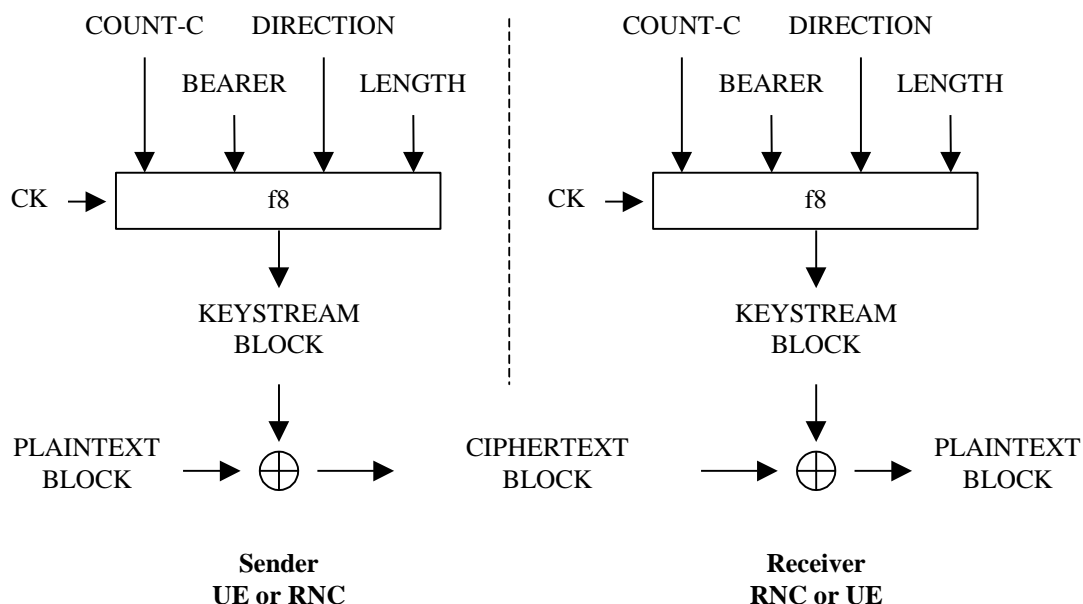 COUNT-C DIRECTION COUNT-C DIRECTION
BEARER LENGTH BEARER LENGTH
CK f8 CK f8
KEYSTREAM KEYSTREAM
BLOCK BLOCK
PLAINTEXT CIPHERTEXT PLAINTEXT
BLOCK BLOCK BLOCK
Sender Receiver
UE or RNC RNC or UE